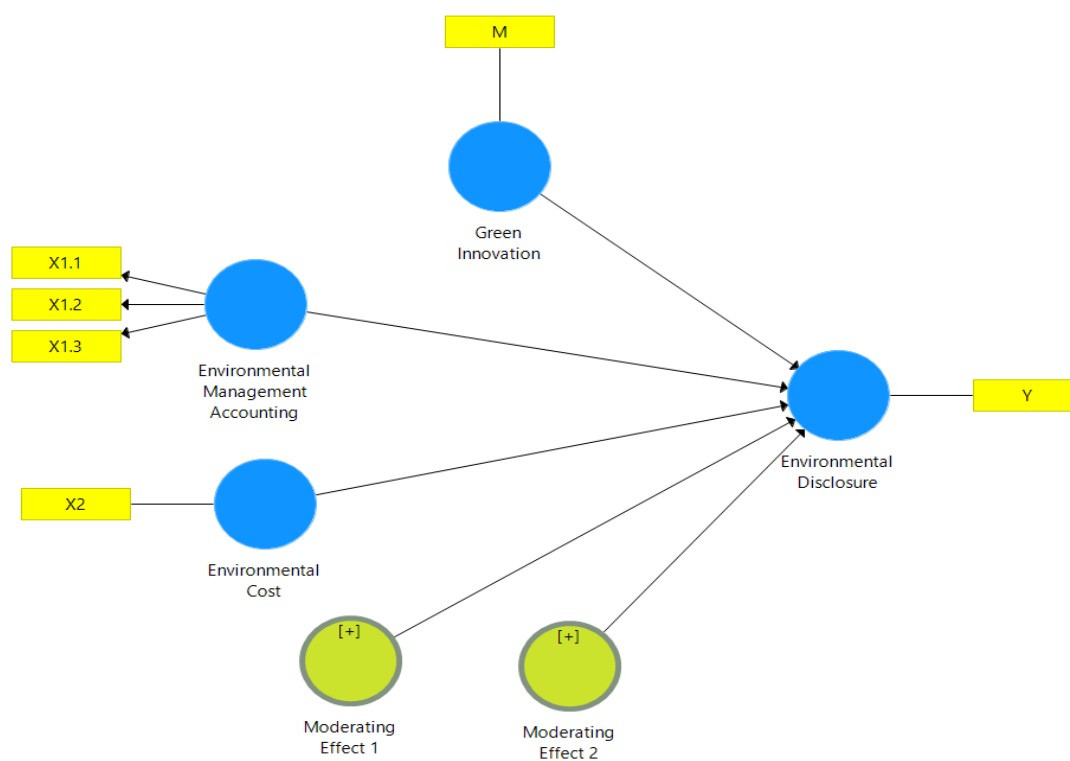 M
Green
Innovation
X1.1
X1.2
X1.3
Environmental
Management
Accounting
Environmental
Disclosure
Y
X2
Environmental
Cost
[+]
Moderating
Effect 1
[+]
Moderating
Effect 2